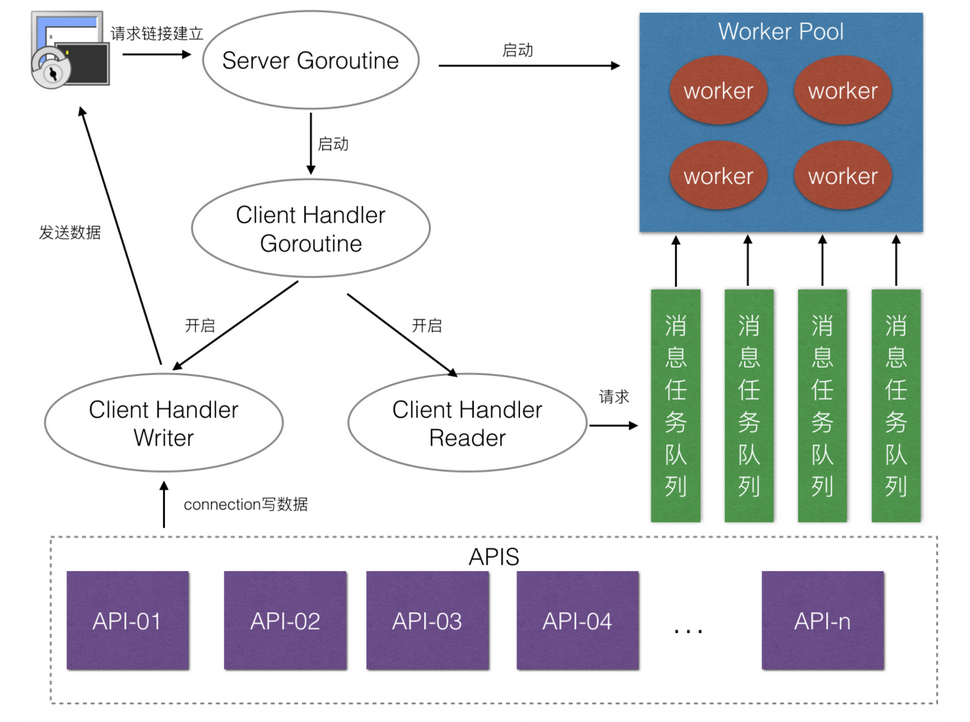 请求链接建立
Server Goroutine
启动
Worker Pool
worker
worker
worker
worker
启动
Client Handler
Goroutine
发送数据
开启
开启
Client Handler
Writer
Client Handler
Reader
请求
消息任务队列
消息任务队列
消息任务队列
消息任务队列
connection写数据
APIS
API-01
API-02
API-03
API-04
...
API-n